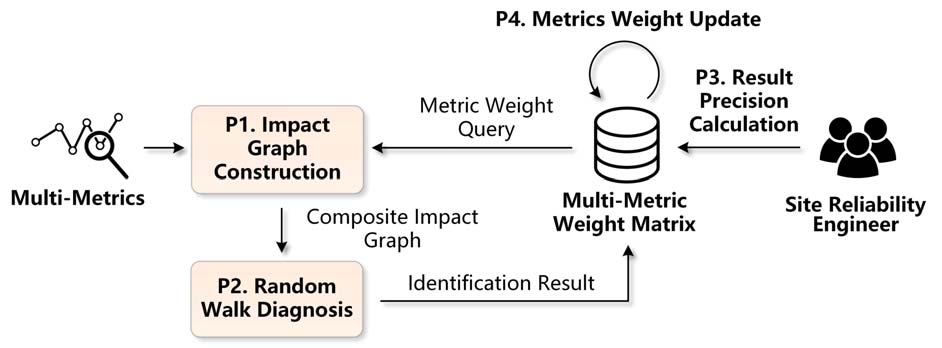 P4. Metrics Weight Update
P3. Result
Precision
Calculation
Metric Weight
Query
P1. Impact
Graph
Construction
Multi-Metrics
Multi-Metric
Weight Matrix
Site Reliability
Engineer
Composite Impact
Graph
P2. Random
Walk Diagnosis
Identification Result